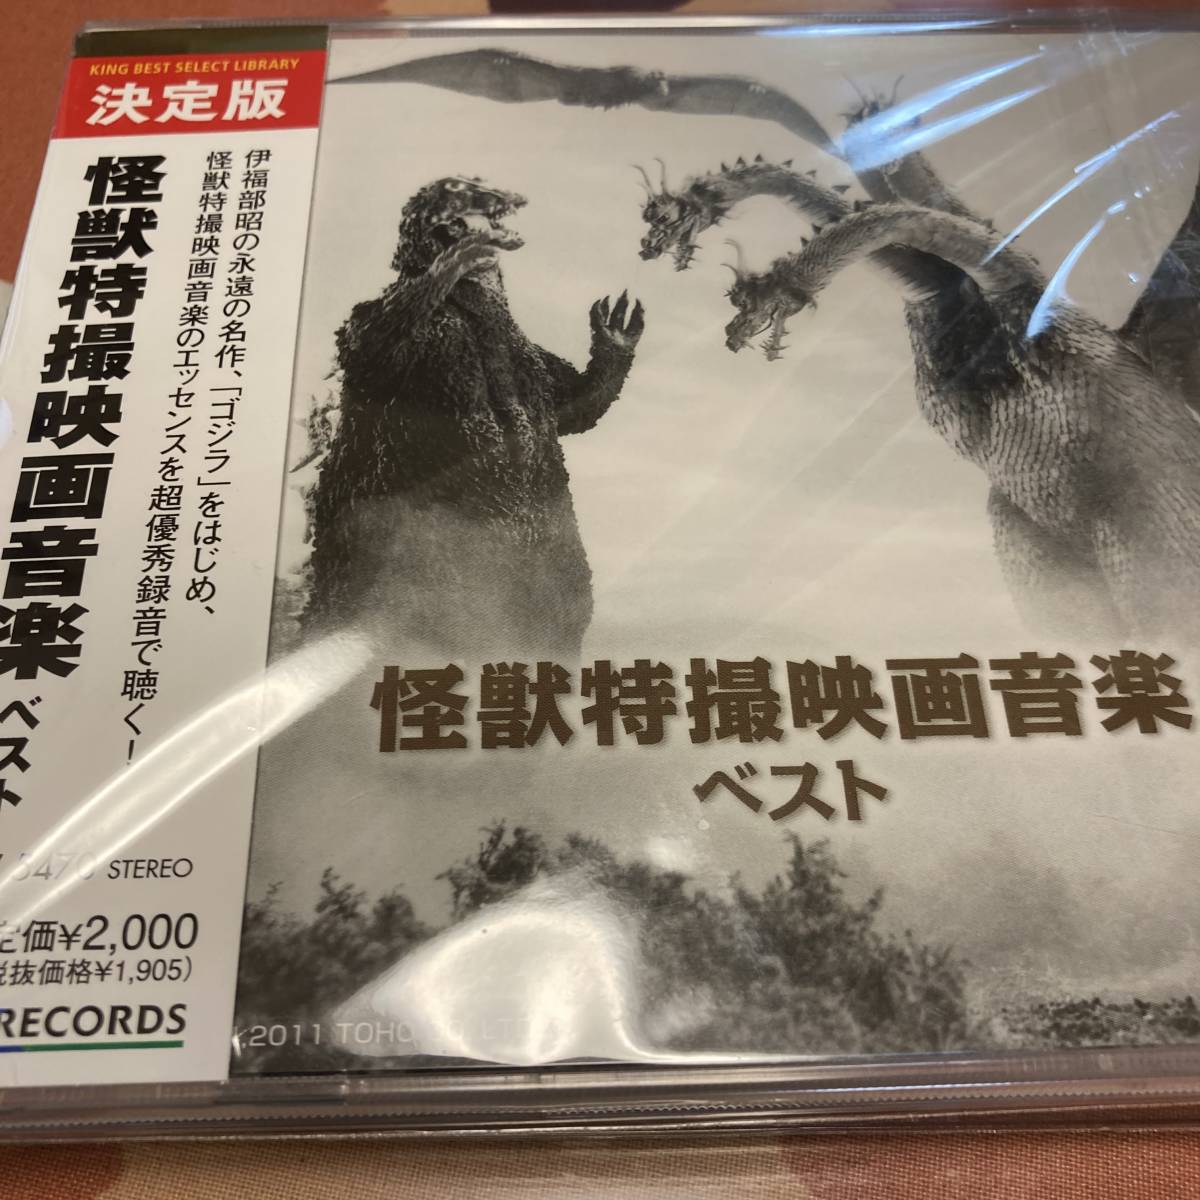 KING BEST SELECT LIBRARY
決定版
伊福部昭の永遠の名作、「ゴジラ」をはじめ、
怪獣特撮映画音楽のエッセンスを超優秀録音で聴く!
怪獣特撮映画音楽
ベスト
5470 STEREO
定価¥2,000
税抜価格¥1,905)
RECORDS
怪獣特撮映画音楽
ベスト
2011 TOHO CO., LTD.